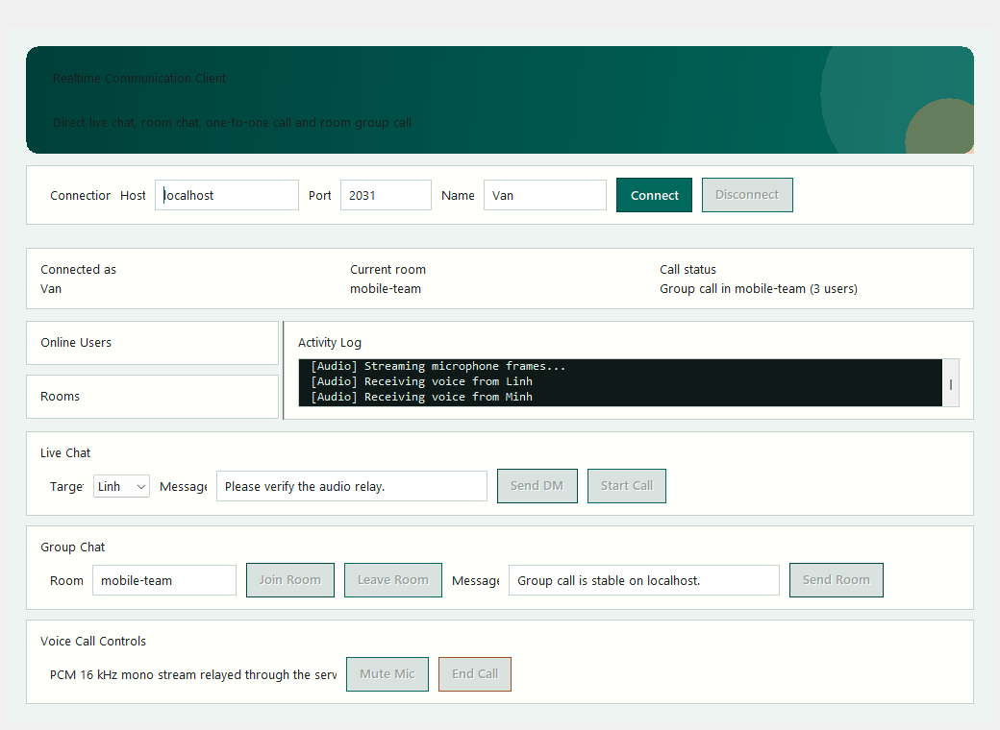 Realtime Communication Client
Direct live chat, room chat, one-to-one call and room group call
Connection Host localhost Port 2031 Name Van Connect Disconnect
Connected as Current room Call status
Van mobile-team Group call in mobile-team (3 users)
Online Users
Rooms
Activity Log
[Audio] Streaming microphone frames...
[Audio] Receiving voice from Linh
[Audio] Receiving voice from Minh
Live Chat
Target Linh Message Please verify the audio relay. Send DM Start Call
Group Chat
Room mobile-team Join Room Leave Room Message Group call is stable on localhost. Send Room
Voice Call Controls
PCM 16 kHz mono stream relayed through the serv Mute Mic End Call